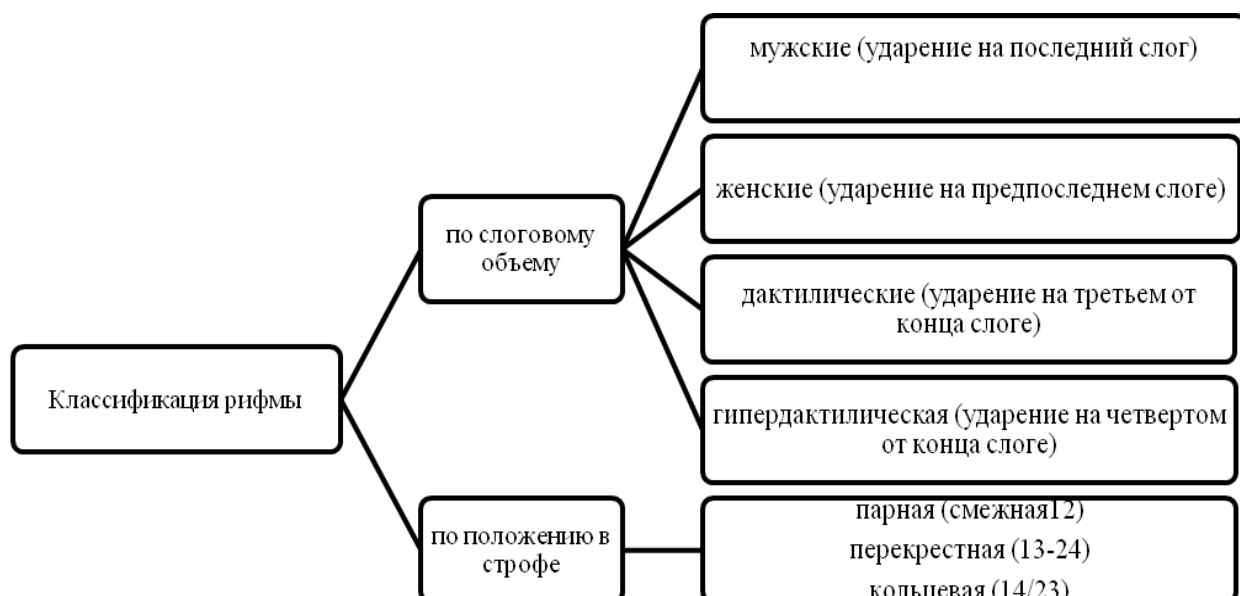 Классификация рифмы
по слоговому
объему
мужские (ударение на последний слог)
женские (ударение на предпоследнем слоге)
дактилические (ударение на третьем от
конца слоге)
гипердактилическая (ударение на четвертом
от конца слоге)
по положению в
строфе
парная (смежная12)
перекрестная (13-24)
кольцевая (14/23)